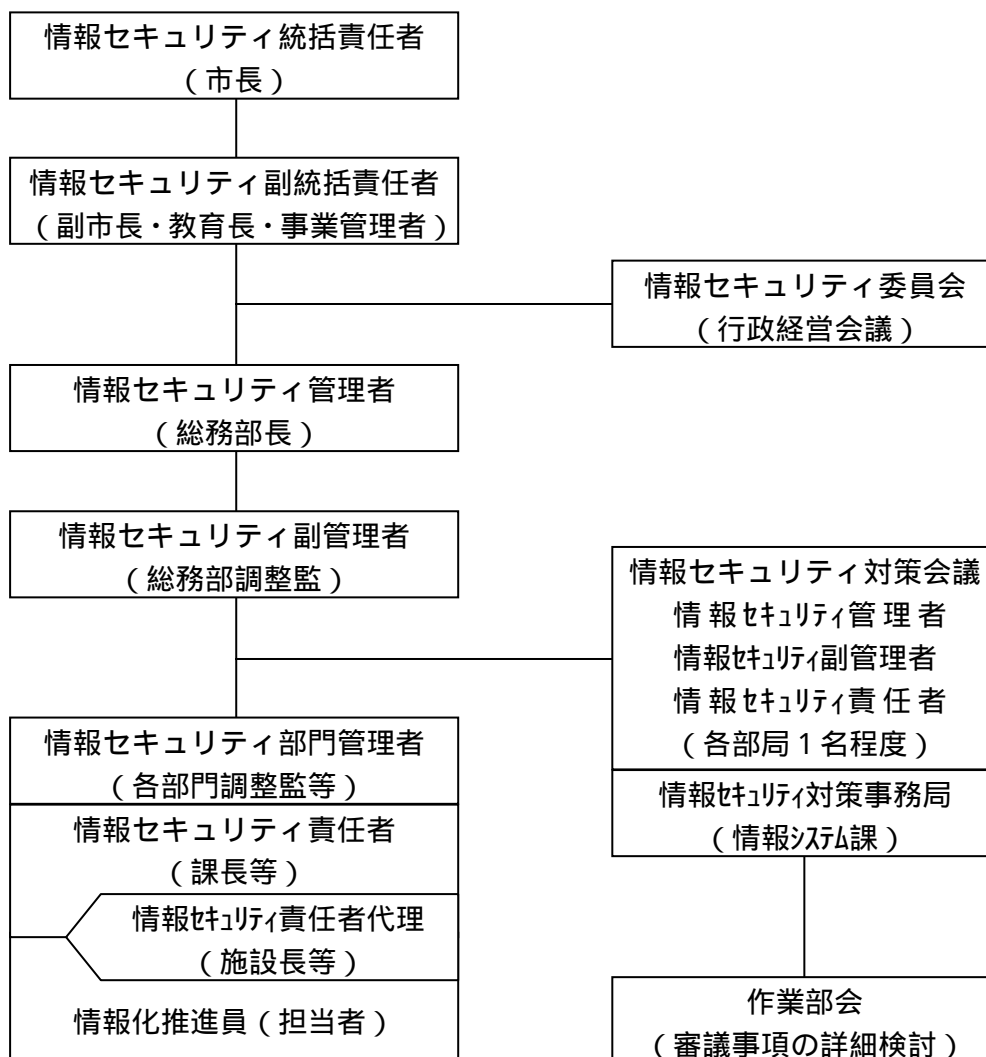 情報セキュリティ統括責任者
（市長）
情報セキュリティ副統括責任者
（副市長・教育長・事業管理者）
情報セキュリティ委員会
（行政経営会議）
情報セキュリティ管理者
（総務部長）
情報セキュリティ副管理者
（総務部調整監）
情報セキュリティ対策会議
情報ｾｷｭﾘﾃｨ管理者
情報ｾｷｭﾘﾃｨ副管理者
情報ｾｷｭﾘﾃｨ責任者
（各部局１名程度）
情報セキュリティ部門管理者
（各部門調整監等）
情報ｾｷｭﾘﾃｨ対策事務局
（情報ｼｽﾃﾑ課）
情報セキュリティ責任者
（課長等）
情報ｾｷｭﾘﾃｨ責任者代理
（施設長等）
情報化推進員（担当者）
作業部会
（審議事項の詳細検討）